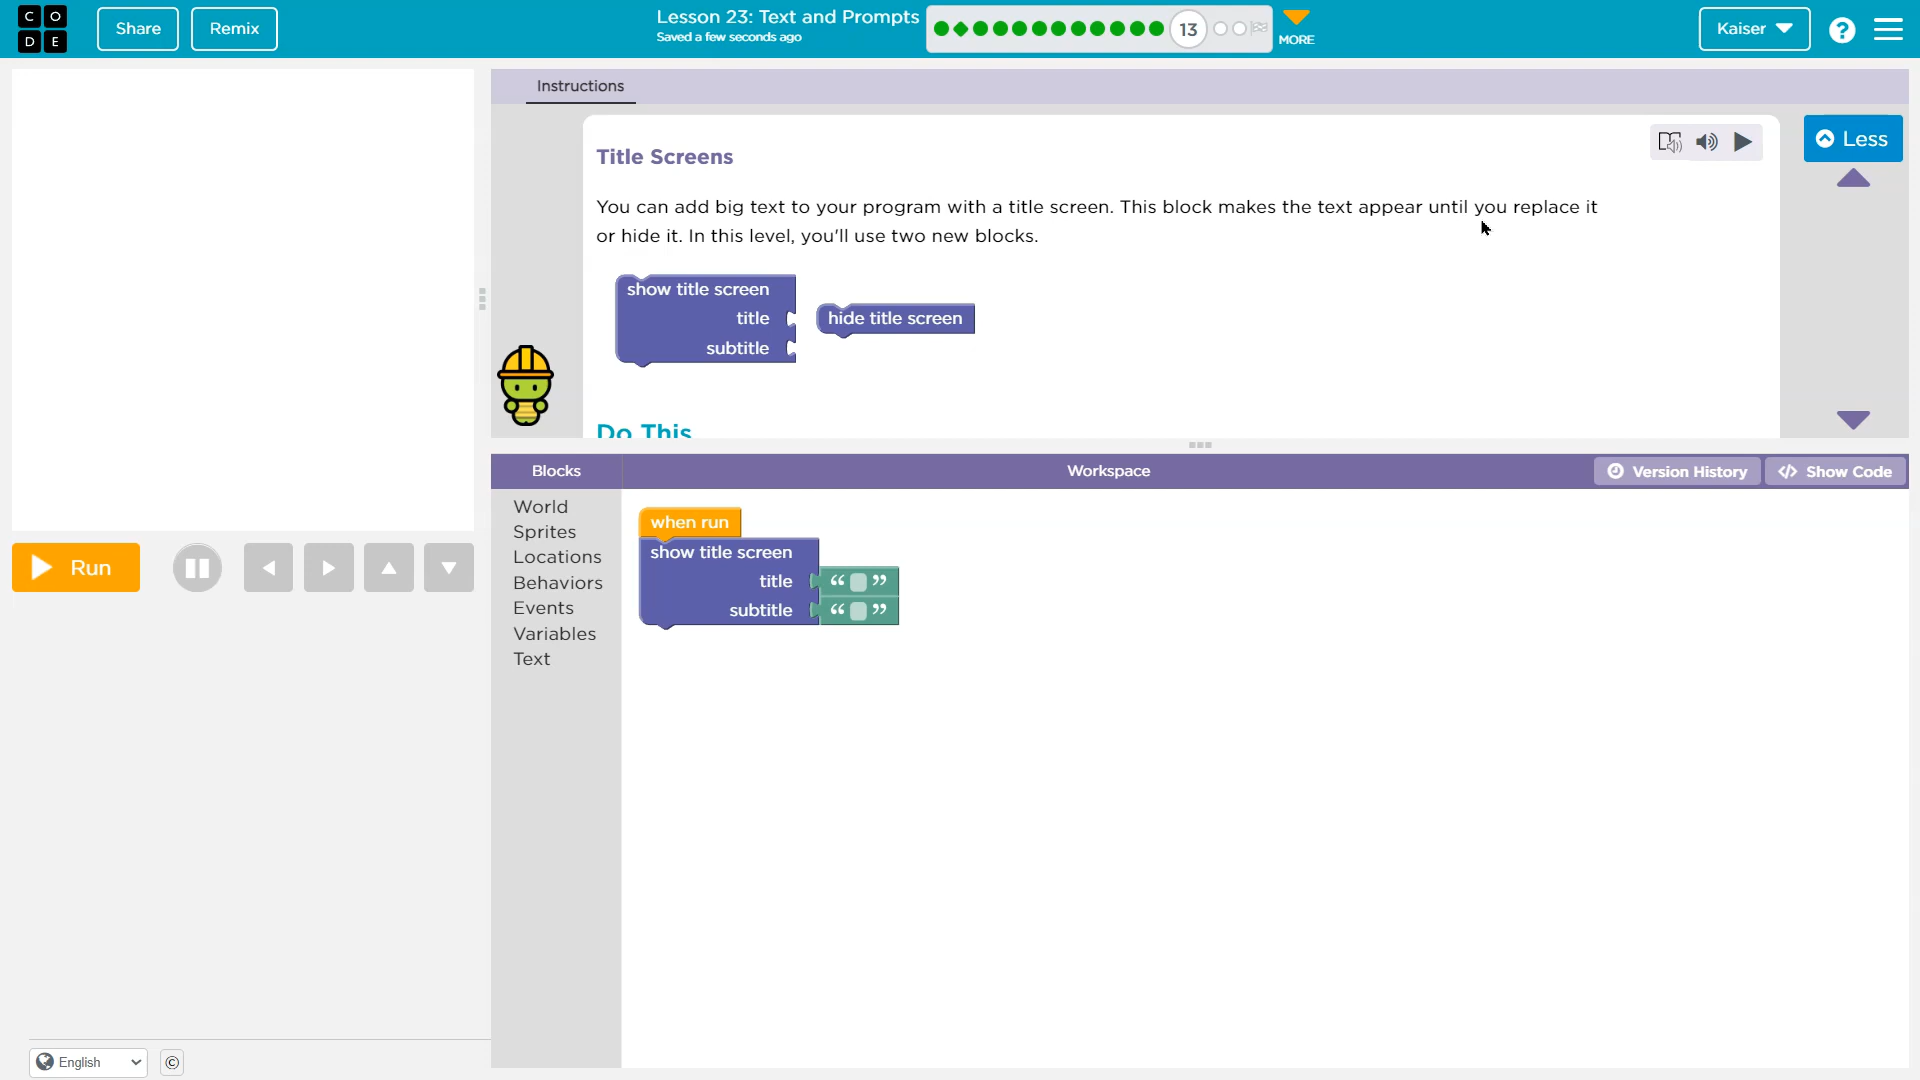 C O
D E
Share
Remix
Lesson 23: Text and Prompts
Saved a few seconds ago
13
MORE
Kaiser
?
Instructions
Less
Title Screens
You can add big text to your program with a title screen. This block makes the text appear until you replace it
or hide it. In this level, you'll use two new blocks.
show title screen
title
subtitle
hide title screen
Do This
Blocks
Workspace
Version History
</> Show Code
World
Sprites
Locations
Behaviors
Events
Variables
Text
when run
show title screen
title “ ”
subtitle “ ”
Run
English
©